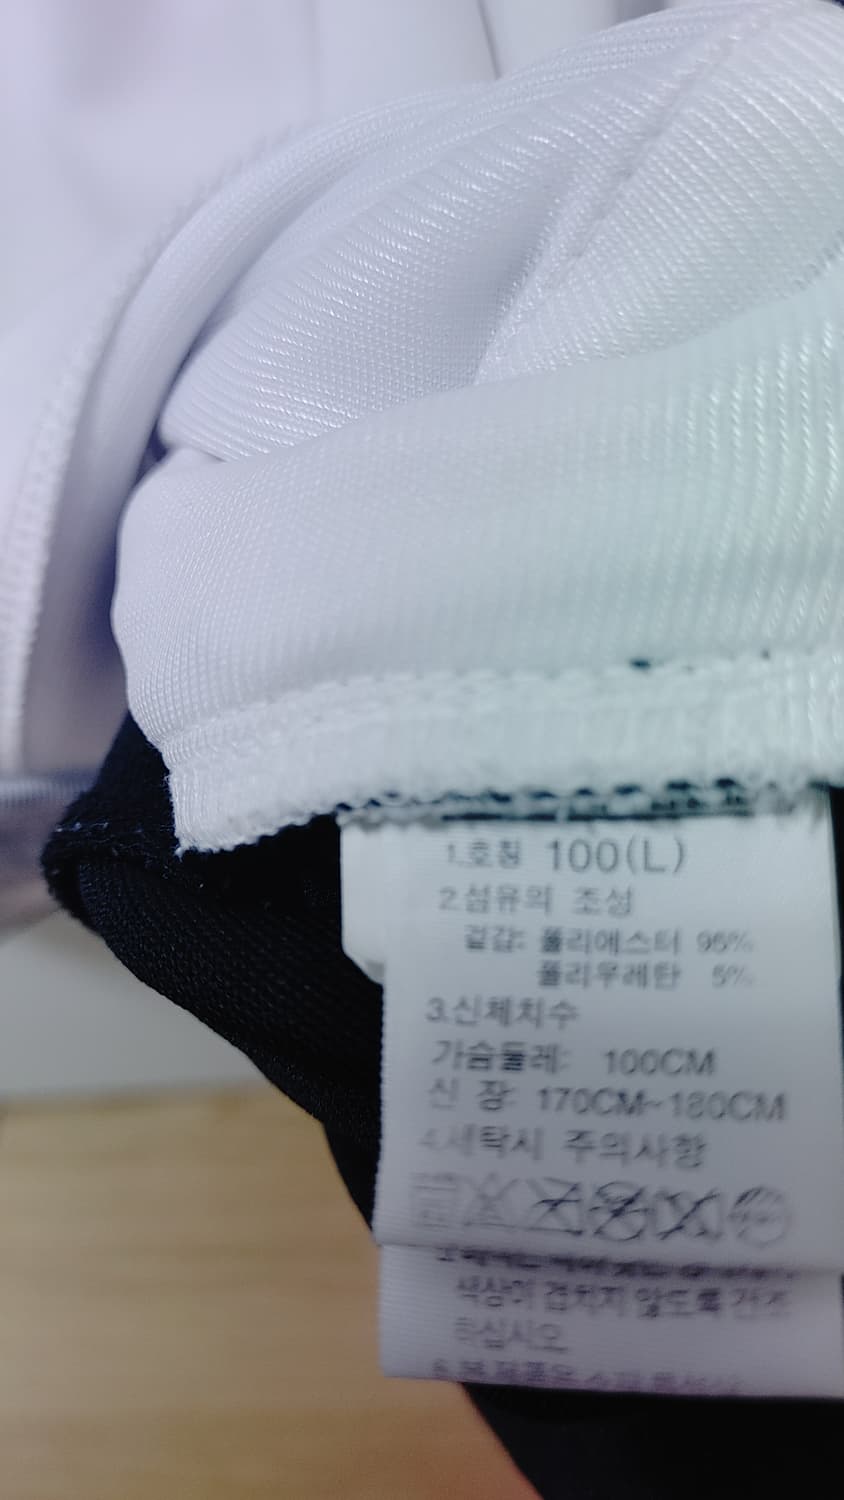 1.호칭 100(L)
2.섬유의 조성
겉감: 폴리에스터 95%
폴리우레탄 5%
3.신체치수
가슴둘레: 100CM
신 장: 170CM~180CM
4.세탁시 주의사항
색상이 겹치지 않도록 건조
하십시오